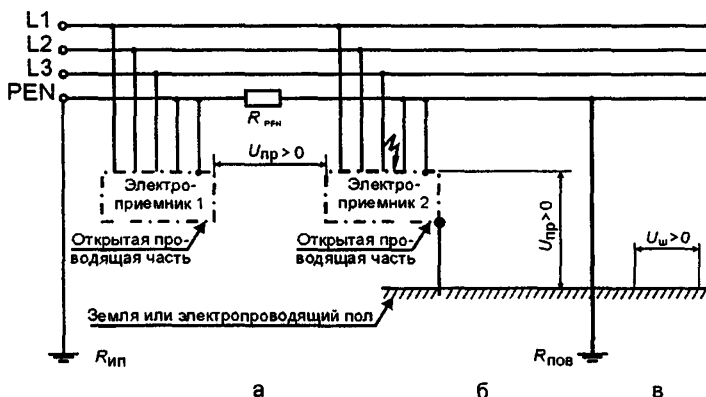 L1
L2
L3
PEN
R PEN
Uпр>0
Электро-
приемник 1
Электро-
приемник 2
Uпр>0
Uш>0
Открытая про-
водящая часть
Открытая про-
водящая часть
Земля или электропроводящий пол
RИП
RПОВ
а
б
в